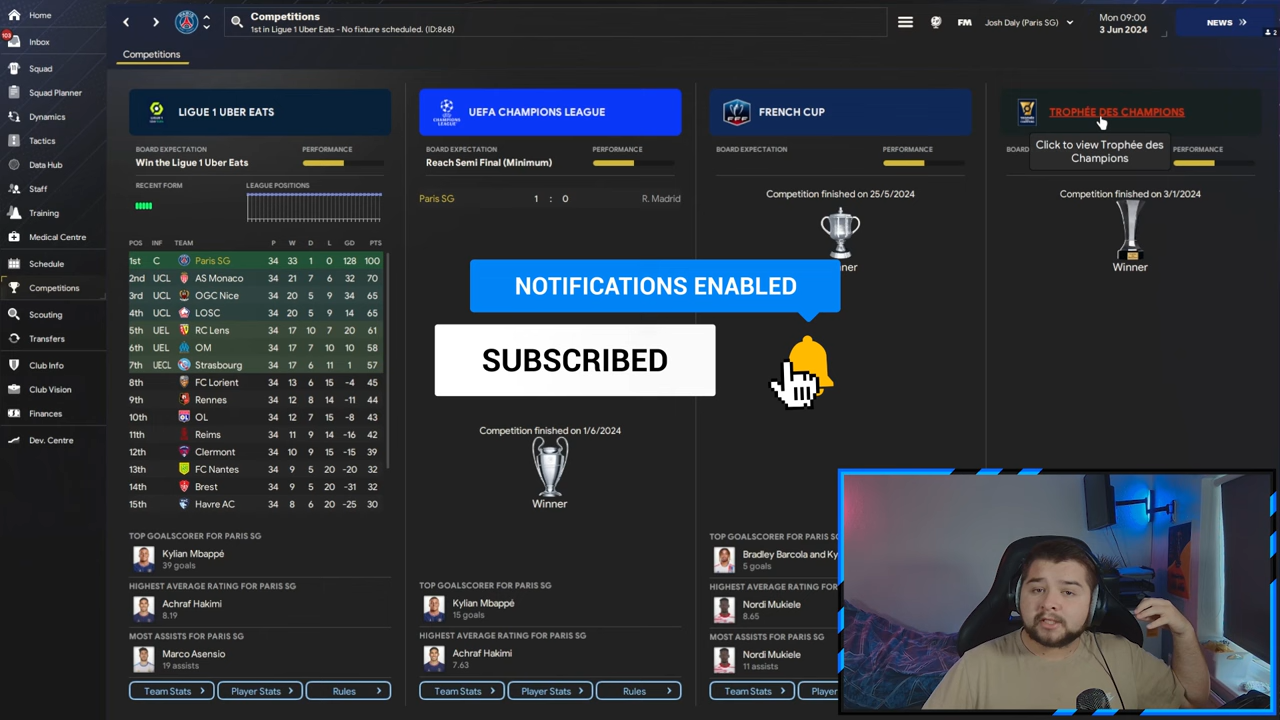 Home
103
Inbox
Squad
Squad Planner
Dynamics
Tactics
Data Hub
Staff
Training
Medical Centre
Schedule
Competitions
Scouting
Transfers
Club Info
Club Vision
Finances
Dev. Centre
Competitions
1st in Ligue 1 Uber Eats - No fixture scheduled. (ID:868)
FM
Josh Daly (Paris SG)
Mon 09:00
3 Jun 2024
NEWS
2
Competitions
LIGUE 1 UBER EATS
BOARD EXPECTATION PERFORMANCE
Win the Ligue 1 Uber Eats
RECENT FORM LEAGUE POSITIONS
POS INF TEAM P W D L GD PTS
1st C Paris SG 34 33 1 0 128 100
2nd UCL AS Monaco 34 21 7 6 32 70
3rd UCL OGC Nice 34 20 5 9 34 65
4th UCL LOSC 34 20 5 9 14 65
5th UEL RC Lens 34 17 10 7 20 61
6th UEL OM 34 17 7 10 10 58
7th UECL Strasbourg 34 17 6 11 1 57
8th FC Lorient 34 13 6 15 -4 45
9th Rennes 34 12 8 14 -11 44
10th OL 34 12 7 15 -8 43
11th Reims 34 11 9 14 -16 42
12th Clermont 34 10 9 15 -15 39
13th FC Nantes 34 9 5 20 -20 32
14th Brest 34 9 5 20 -31 32
15th Havre AC 34 8 6 20 -25 30
TOP GOALSCORER FOR PARIS SG
Kylian Mbappé
39 goals
HIGHEST AVERAGE RATING FOR PARIS SG
Achraf Hakimi
8.19
MOST ASSISTS FOR PARIS SG
Marco Asensio
19 assists
Team Stats Player Stats Rules
UEFA CHAMPIONS LEAGUE
BOARD EXPECTATION PERFORMANCE
Reach Semi Final (Minimum)
Paris SG 1 : 0 R. Madrid
NOTIFICATIONS ENABLED
SUBSCRIBED
Competition finished on 1/6/2024
Winner
TOP GOALSCORER FOR PARIS SG
Kylian Mbappé
15 goals
HIGHEST AVERAGE RATING FOR PARIS SG
Achraf Hakimi
7.63
Team Stats Player Stats Rules
FRENCH CUP
BOARD EXPECTATION PERFORMANCE
Competition finished on 25/5/2024
TOP GOALSCORER FOR PARIS SG
Bradley Barcola and Ky
5 goals
HIGHEST AVERAGE RATING FOR
Nordi Mukiele
8.65
MOST ASSISTS FOR PARIS SG
Nordi Mukiele
11 assists
Team Stats Player
TROPHÉE DES CHAMPIONS
Click to view Trophée des
Champions
BOARD PERFORMANCE
Competition finished on 3/1/2024
Winner